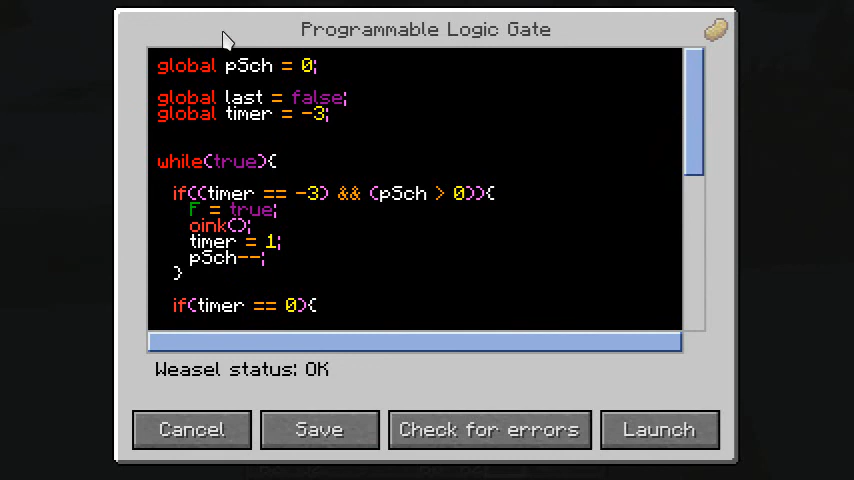 Programmable Logic Gate
global pSch = 0;
global last = false;
global timer = -3;
while(true){
if((timer == -3) && (pSch > 0)){
F = true;
oink();
timer = 1;
pSch--;
}
if(timer == 0){
Weasel status: OK
Cancel
Save
Check for errors
Launch